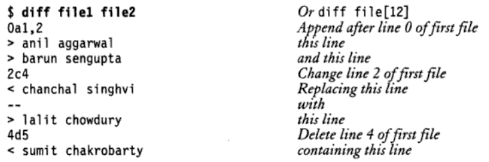 $ diff file1 file2 Or diff file[12]
0a1,2 Append after line 0 of first file
> anil aggarwal this line
> barun sengupta and this line
2c4 Change line 2 of first file
< chanchal singhvi Replacing this line
-- with
> lalit chowdury this line
4d5 Delete line 4 of first file
< sumit chakrobarty containing this line